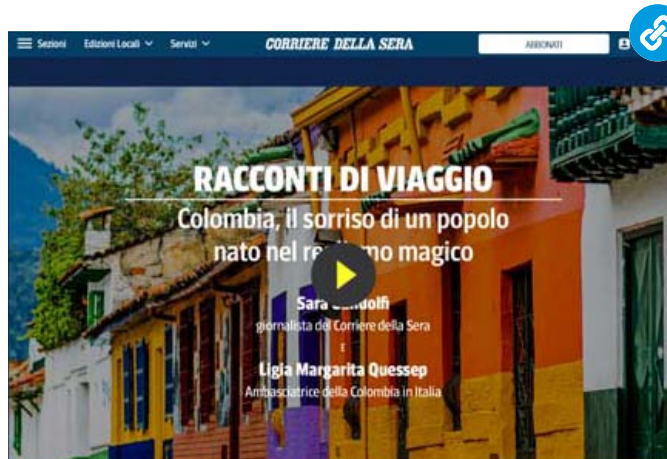 Sezioni Edizioni Locali Servizi CORRIERE DELLA SERA ABBONATI
RACCONTI DI VIAGGIO
Colombia, il sorriso di un popolo
nato nel magico
Sara
giornalista del Corriere della Sera
E
Ligia Margarita Quessep
Ambasciatrice della Colombia in Italia